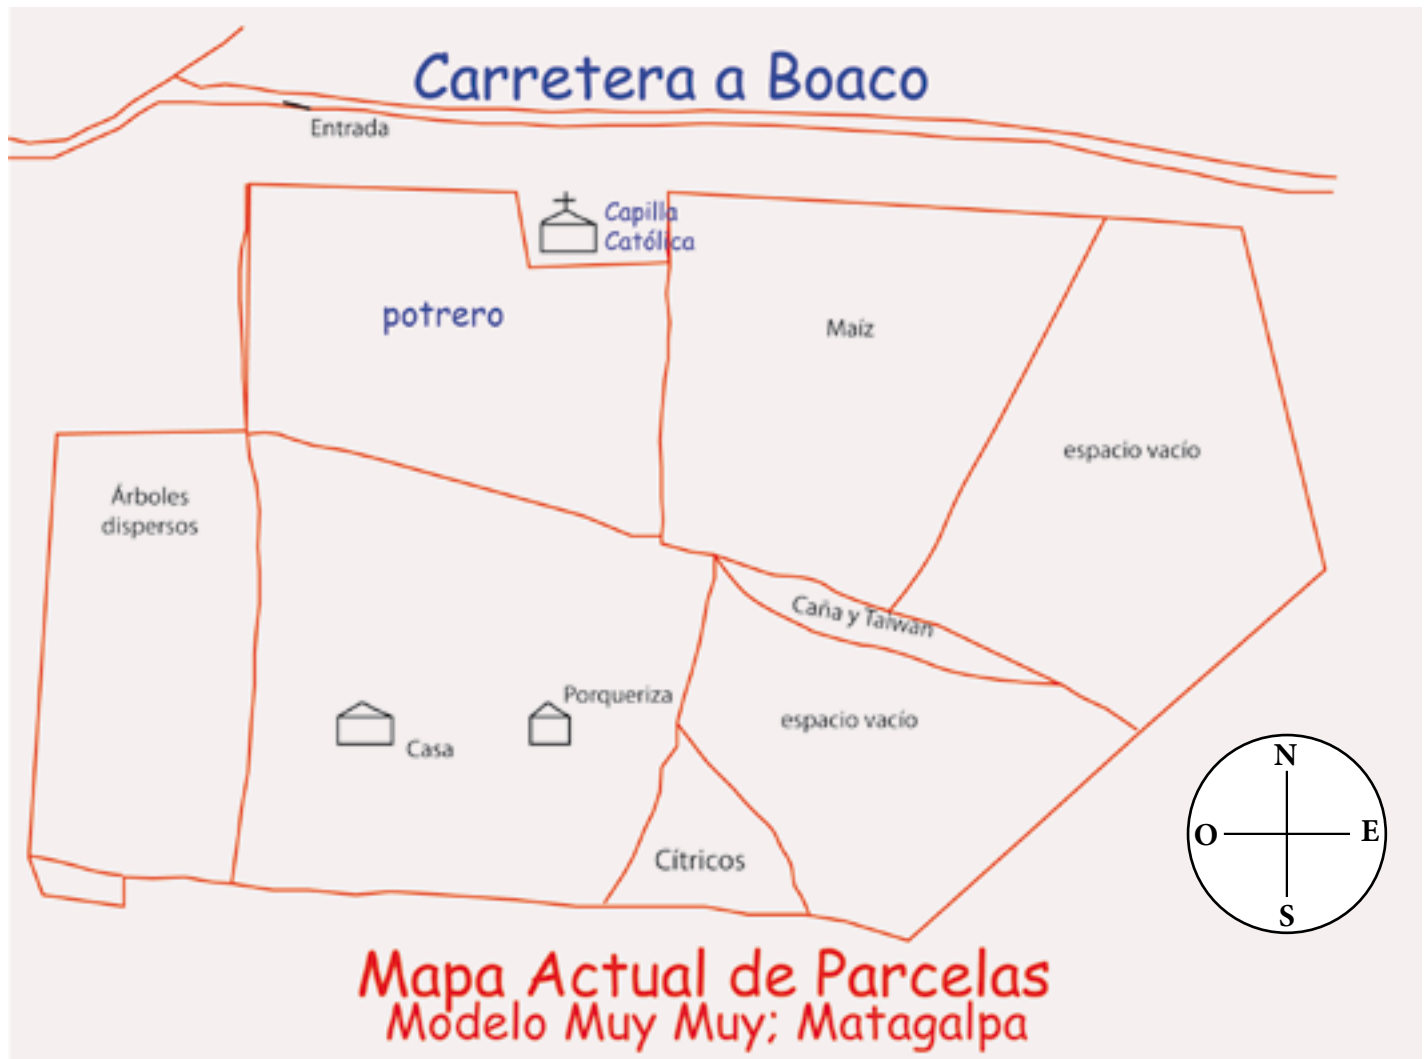 Carretera a Boaco
Entrada
Capilla
Católica
potrero
Maíz
espacio vacío
Árboles
dispersos
Caña y Taiwan
Porqueriza
espacio vacío
Casa
Cítricos
N
O
E
S
Mapa Actual de Parcelas
Modelo Muy Muy; Matagalpa